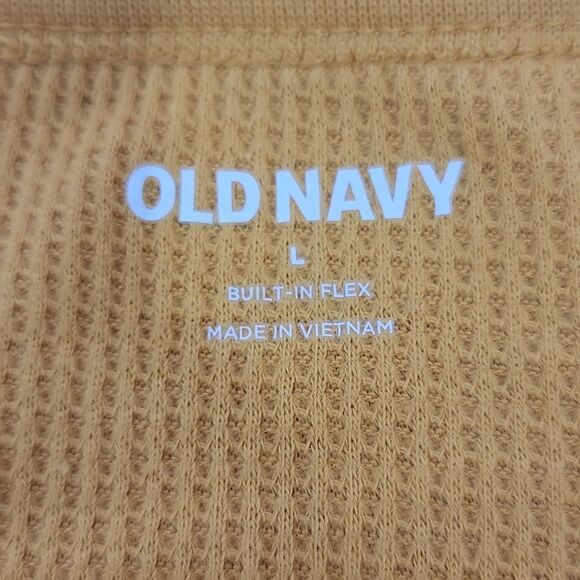 OLD NAVY
L
BUILT-IN FLEX
MADE IN VIETNAM